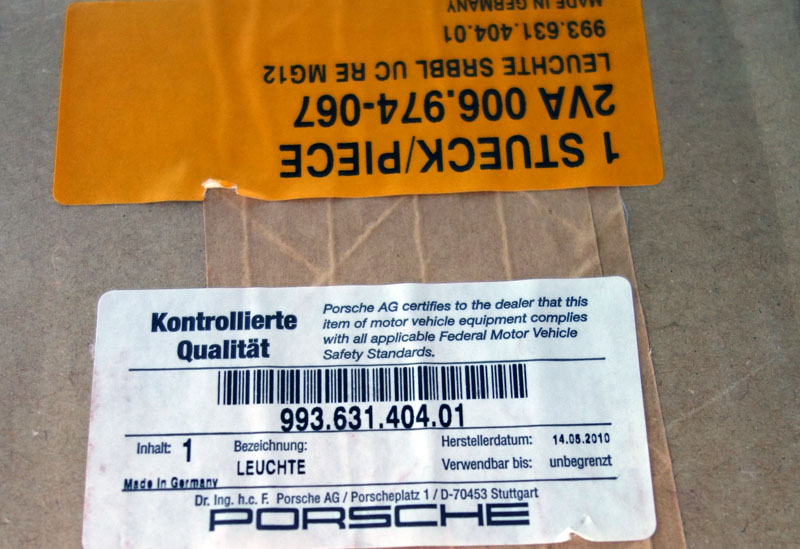 1 STUECK/PIECE
2VA 006.974-067
LEUCHTE SRBBL UC RE MG12
993.631.404.01
MADE IN GERMANY
Kontrollierte
Qualität
Porsche AG certifies to the dealer that this
item of motor vehicle equipment complies
with all applicable Federal Motor Vehicle
Safety Standards.
993.631.404.01
Inhalt: 1
Bezeichnung:
LEUCHTE
Herstellerdatum: 14.05.2010
Verwendbar bis: unbegrenzt
Made in Germany
Dr. Ing. h.c. F. Porsche AG / Porscheplatz 1 / D-70453 Stuttgart
PORSCHE